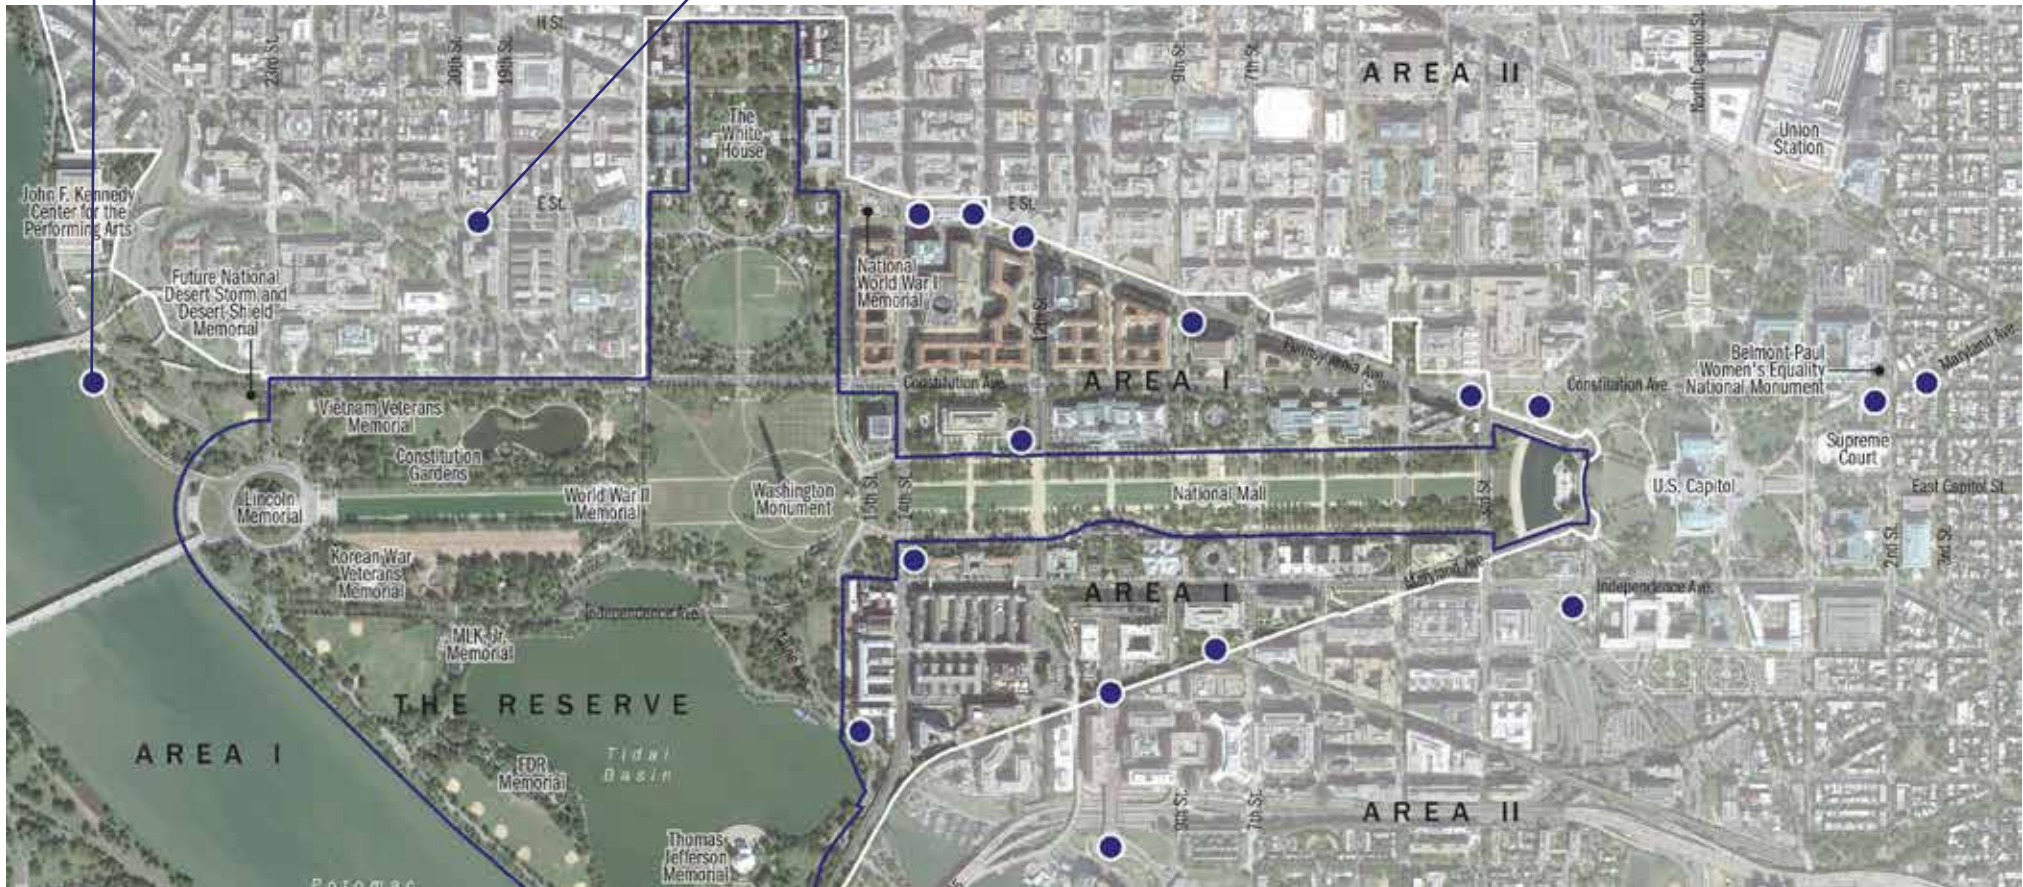 H St.
23rd St.
20th St.
19th St.
9th St.
7th St.
North Capitol St.
AREA II
The
White
House
Union
Station
John F. Kennedy
Center for the
Performing Arts
E St.
E St.
Future National
Desert Storm and
Desert Shield
Memorial
National
World War I
Memorial
12th St.
Pennsylvania Ave.
Maryland Ave.
Belmont-Paul
Women's Equality
National Monument
Constitution Ave.
AREA I
Constitution Ave.
Vietnam Veterans
Memorial
Constitution
Gardens
Supreme
Court
Lincoln
Memorial
World War II
Memorial
Washington
Monument
15th St.
14th St.
National Mall
3rd St.
U.S. Capitol
East Capitol St.
2nd St.
3rd St.
Korean War
Veterans
Memorial
Independence Ave.
AREA I
Maryland Ave.
Independence Ave.
MLK, Jr.
Memorial
THE RESERVE
AREA I
Tidal
Basin
FDR
Memorial
9th St.
7th St.
AREA II
Thomas
Jefferson
Memorial
Potomac